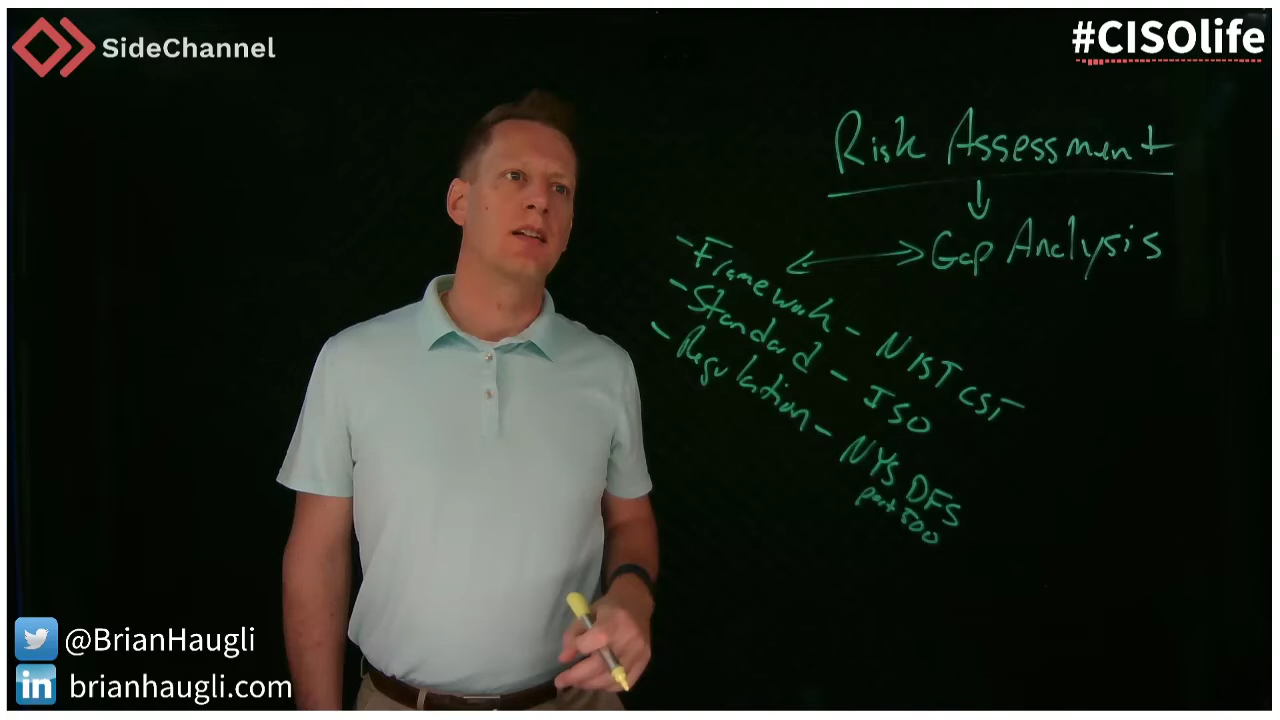 SideChannel
#CISOlife
Risk Assessment
Gap Analysis
- Framework - NIST CSF
- Standard - ISO
- Regulation - NYS DFS
part 500
@BrianHaugli
in brianhaugli.com